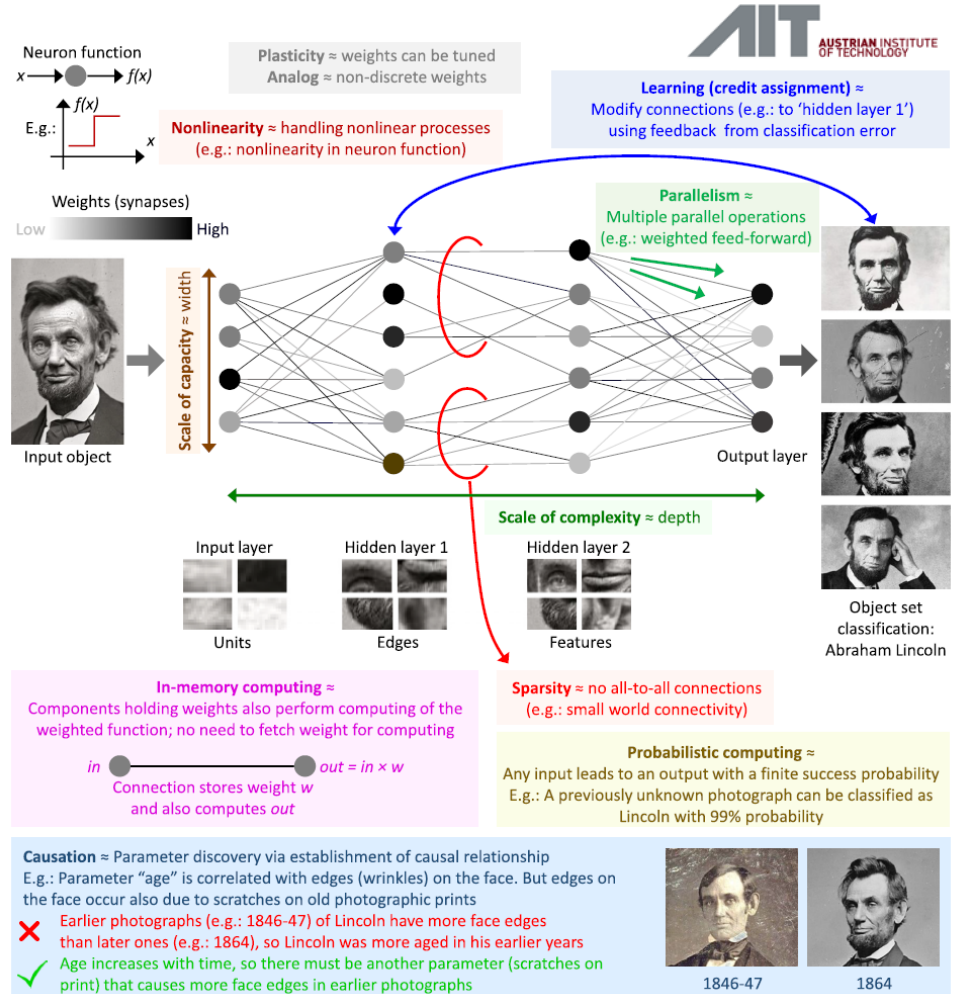 AIT
AUSTRIAN INSTITUTE
OF TECHNOLOGY
Neuron function
x
f(x)
f(x)
E.g.:
x
Plasticity ≈ weights can be tuned
Analog ≈ non-discrete weights
Nonlinearity ≈ handling nonlinear processes
(e.g.: nonlinearity in neuron function)
Learning (credit assignment) ≈
Modify connections (e.g.: to ‘hidden layer 1’)
using feedback from classification error
Weights (synapses)
Low
High
Parallelism ≈
Multiple parallel operations
(e.g.: weighted feed-forward)
Scale of capacity ≈ width
Input object
Output layer
Scale of complexity ≈ depth
Input layer
Hidden layer 1
Hidden layer 2
Units
Edges
Features
Object set
classification:
Abraham Lincoln
In-memory computing ≈
Components holding weights also perform computing of the
weighted function; no need to fetch weight for computing
in
out = in × w
Connection stores weight w
and also computes out
Sparsity ≈ no all-to-all connections
(e.g.: small world connectivity)
Probabilistic computing ≈
Any input leads to an output with a finite success probability
E.g.: A previously unknown photograph can be classified as
Lincoln with 99% probability
Causation ≈ Parameter discovery via establishment of causal relationship
E.g.: Parameter “age” is correlated with edges (wrinkles) on the face. But edges on
the face occur also due to scratches on old photographic prints
Earlier photographs (e.g.: 1846-47) of Lincoln have more face edges
than later ones (e.g.: 1864), so Lincoln was more aged in his earlier years
Age increases with time, so there must be another parameter (scratches on
print) that causes more face edges in earlier photographs
1846-47
1864